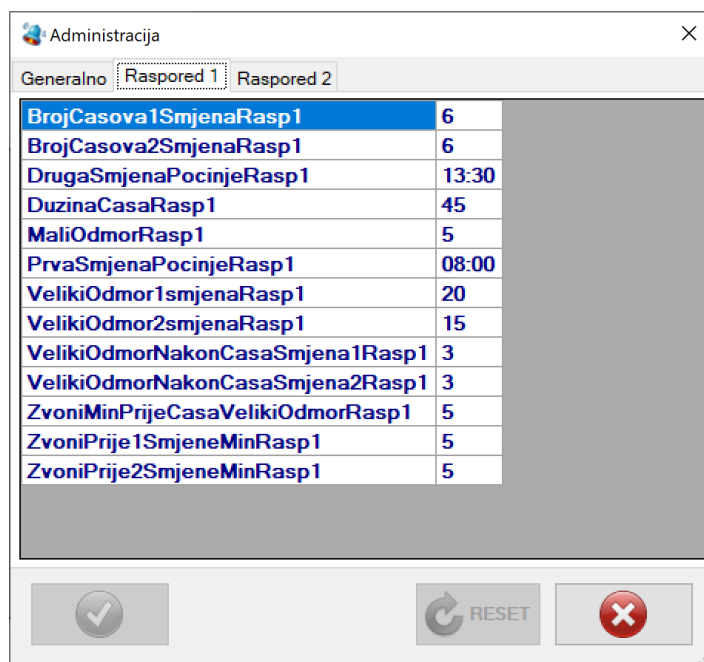 Administracija
Generalno Raspored 1 Raspored 2
BrojCasova1SmjenaRasp1 6
BrojCasova2SmjenaRasp1 6
DrugaSmjenaPocinjeRasp1 13:30
DuzinaCasaRasp1 45
MaliOdmorRasp1 5
PrvaSmjenaPocinjeRasp1 08:00
VelikiOdmor1smjenaRasp1 20
VelikiOdmor2smjenaRasp1 15
VelikiOdmorNakonCasaSmjena1Rasp1 3
VelikiOdmorNakonCasaSmjena2Rasp1 3
ZvoniMinPrijeCasaVelikiOdmorRasp1 5
ZvoniPrije1SmjeneMinRasp1 5
ZvoniPrije2SmjeneMinRasp1 5
RESET